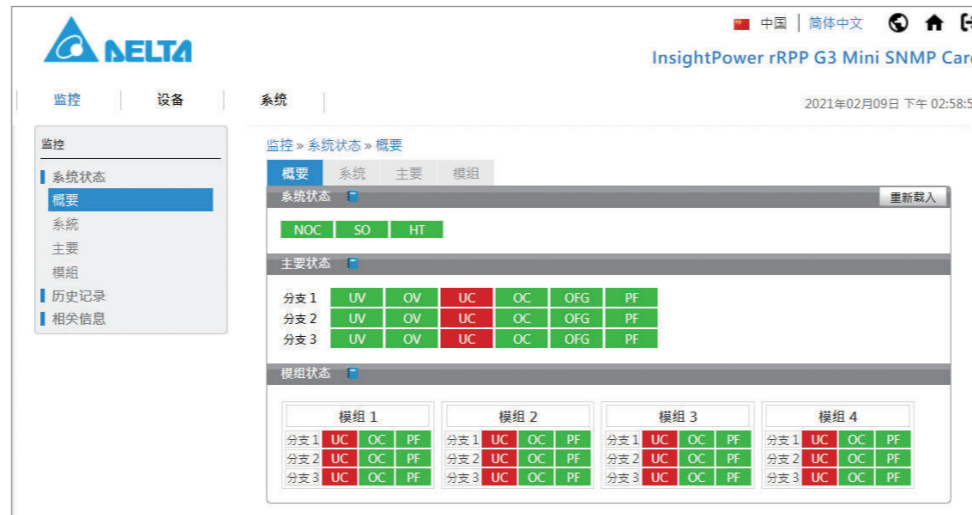 中国 | 简体中文
DELTA
InsightPower rRPP G3 Mini SNMP Card
监控 设备 系统
2021年02月09日 下午 02:58:5
监控
系统状态
概要
系統
主要
模组
历史记录
相关信息
监控 » 系统状态 » 概要
概要 系统 主要 模组
系统状态 重新载入
NOC SO HT
主要状态
分支 1 UV OV UC OC OFG PF
分支 2 UV OV UC OC OFG PF
分支 3 UV OV UC OC OFG PF
模组状态
模组 1 模组 2 模组 3 模组 4
分支 1 UC OC PF 分支 1 UC OC PF 分支 1 UC OC PF 分支 1 UC OC PF
分支 2 UC OC PF 分支 2 UC OC PF 分支 2 UC OC PF 分支 2 UC OC PF
分支 3 UC OC PF 分支 3 UC OC PF 分支 3 UC OC PF 分支 3 UC OC PF